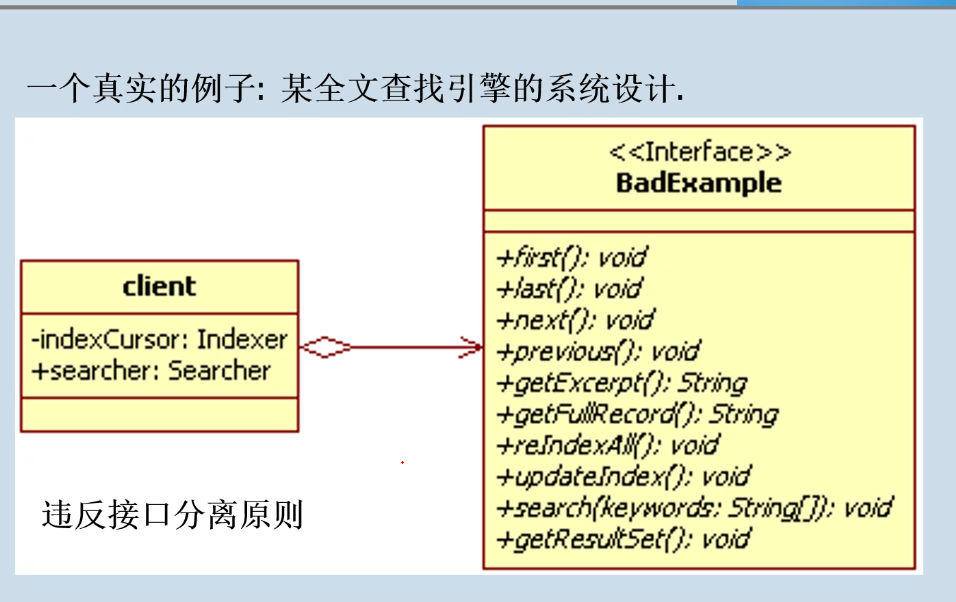 一个真实的例子: 某全文查找引擎的系统设计.
<<Interface>>
BadExample
+first(): void
+last(): void
+next(): void
+previous(): void
+getExcerpt(): String
+getFullRecord(): String
+reIndexAll(): void
+updateIndex(): void
+search(keywords: String[]): void
+getResultSet(): void
client
-indexCursor: Indexer
+searcher: Searcher
违反接口分离原则